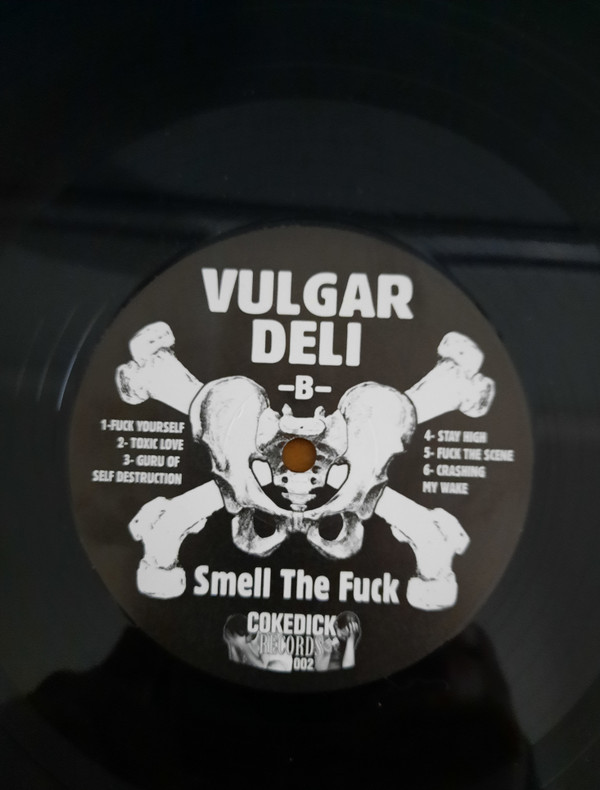 VULGAR
DELI
-B-
1-FUCK YOURSELF
2- TOXIC LOVE
3- GURU OF
SELF DESTRUCTION
4- STAY HIGH
5- FUCK THE SCENE
6- CRASHING
MY WAKE
Smell The Fuck
COKEDICK
RECORDS
002